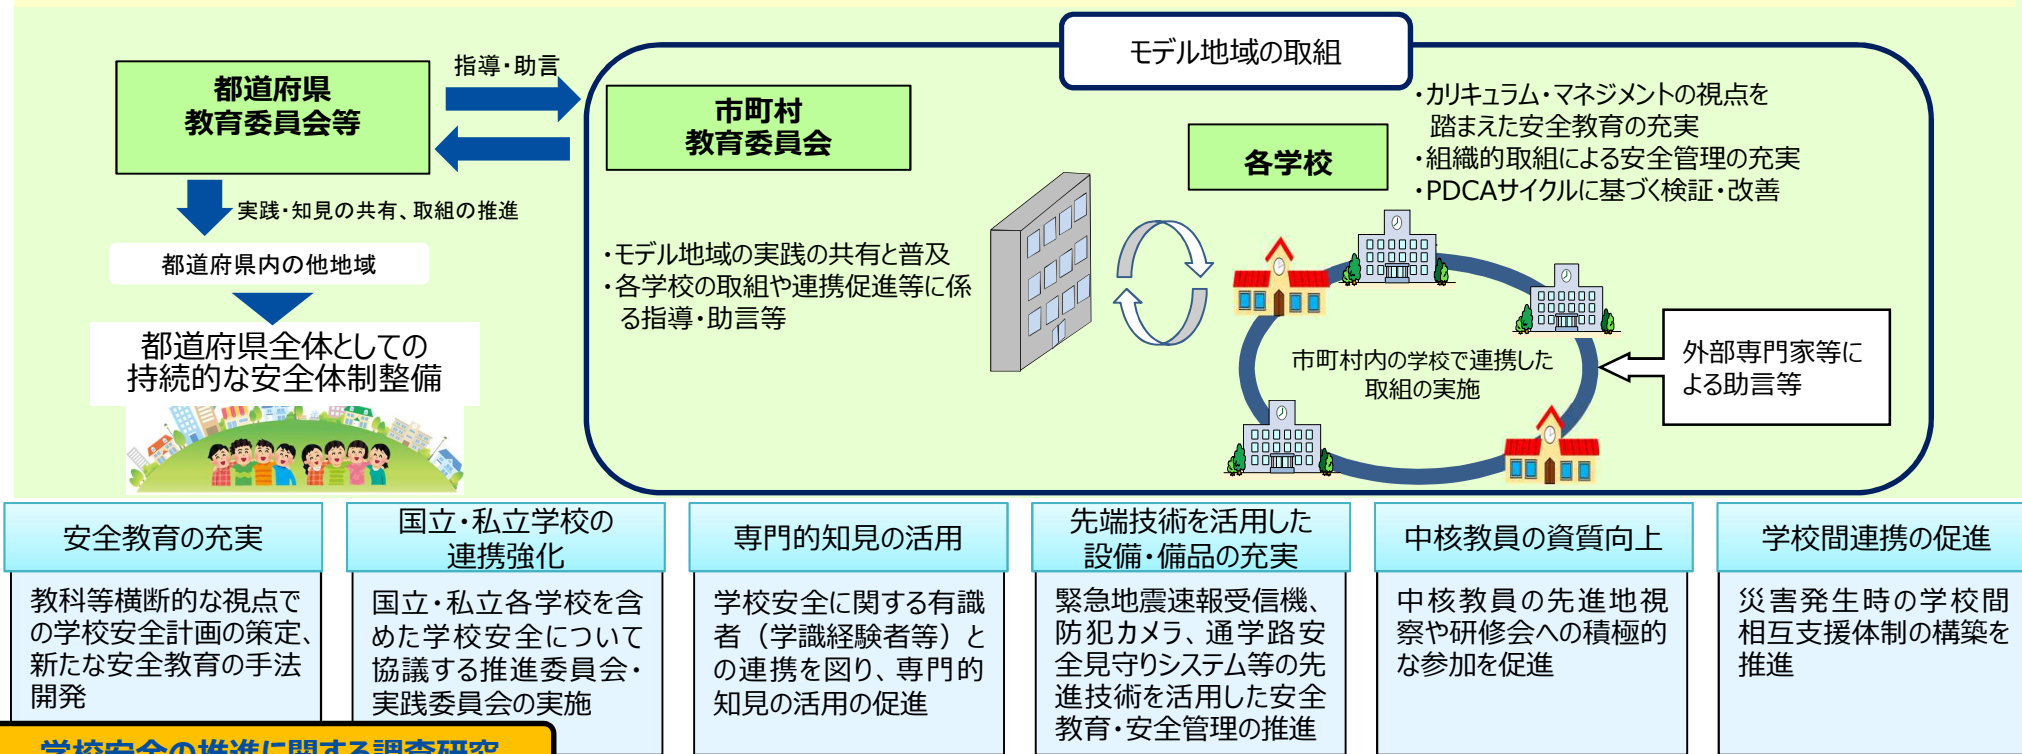 モデル地域の取組
都道府県
教育委員会等
指導・助言
実践・知見の共有、取組の推進
都道府県内の他地域
都道府県全体としての
持続的な安全体制整備
市町村
教育委員会
・モデル地域の実践の共有と普及
・各学校の取組や連携促進等に係
る指導・助言等
各学校
・カリキュラム・マネジメントの視点を
踏まえた安全教育の充実
・組織的取組による安全管理の充実
・PDCAサイクルに基づく検証・改善
市町村内の学校で連携した
取組の実施
外部専門家等に
よる助言等
安全教育の充実
教科等横断的な視点で
の学校安全計画の策定、
新たな安全教育の手法
開発
国立・私立学校の
連携強化
国立・私立各学校を含
めた学校安全について
協議する推進委員会・
実践委員会の実施
専門的知見の活用
学校安全に関する有識
者（学識経験者等）と
の連携を図り、専門的
知見の活用の促進
先端技術を活用した
設備・備品の充実
緊急地震速報受信機、
防犯カメラ、通学路安
全見守りシステム等の先
進技術を活用した安全
教育・安全管理の推進
中核教員の資質向上
中核教員の先進地視
察や研修会への積極的
な参加を促進
学校間連携の促進
災害発生時の学校間
相互支援体制の構築を
推進
学校安全の推進に関する調査研究